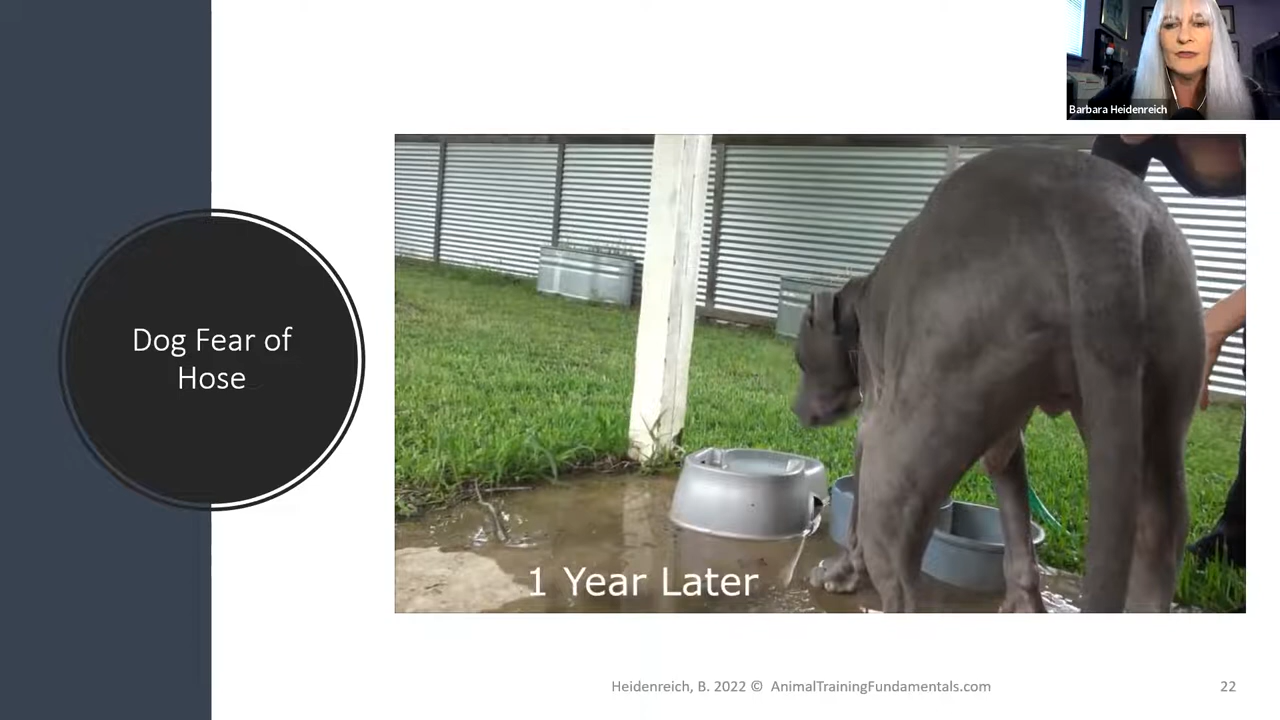 Barbara Heidenreich
Dog Fear of
Hose
1 Year Later
Heidenreich, B. 2022 © AnimalTrainingFundamentals.com
22